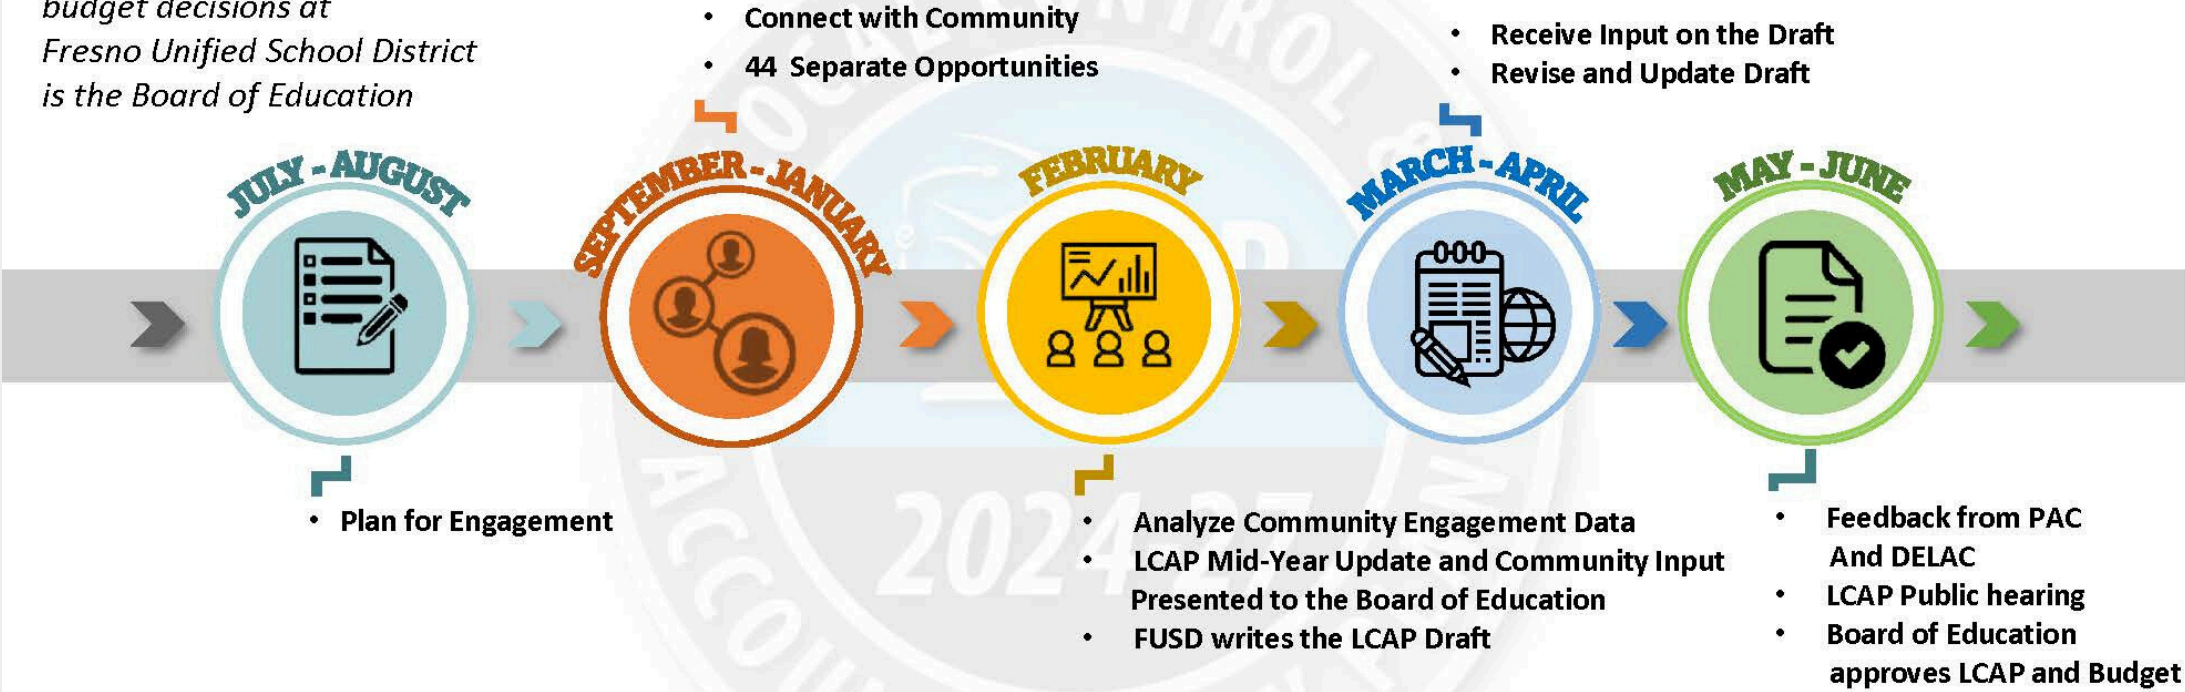 budget decisions at
Fresno Unified School District
is the Board of Education
• Connect with Community
• 44 Separate Opportunities
• Receive Input on the Draft
• Revise and Update Draft
JULY - AUGUST
SEPTEMBER - JANUARY
FEBRUARY
MARCH - APRIL
MAY - JUNE
• Plan for Engagement
• Analyze Community Engagement Data
• LCAP Mid-Year Update and Community Input
Presented to the Board of Education
• FUSD writes the LCAP Draft
• Feedback from PAC
And DELAC
• LCAP Public hearing
• Board of Education
approves LCAP and Budget
LOCAL CONTROL &
2024-27